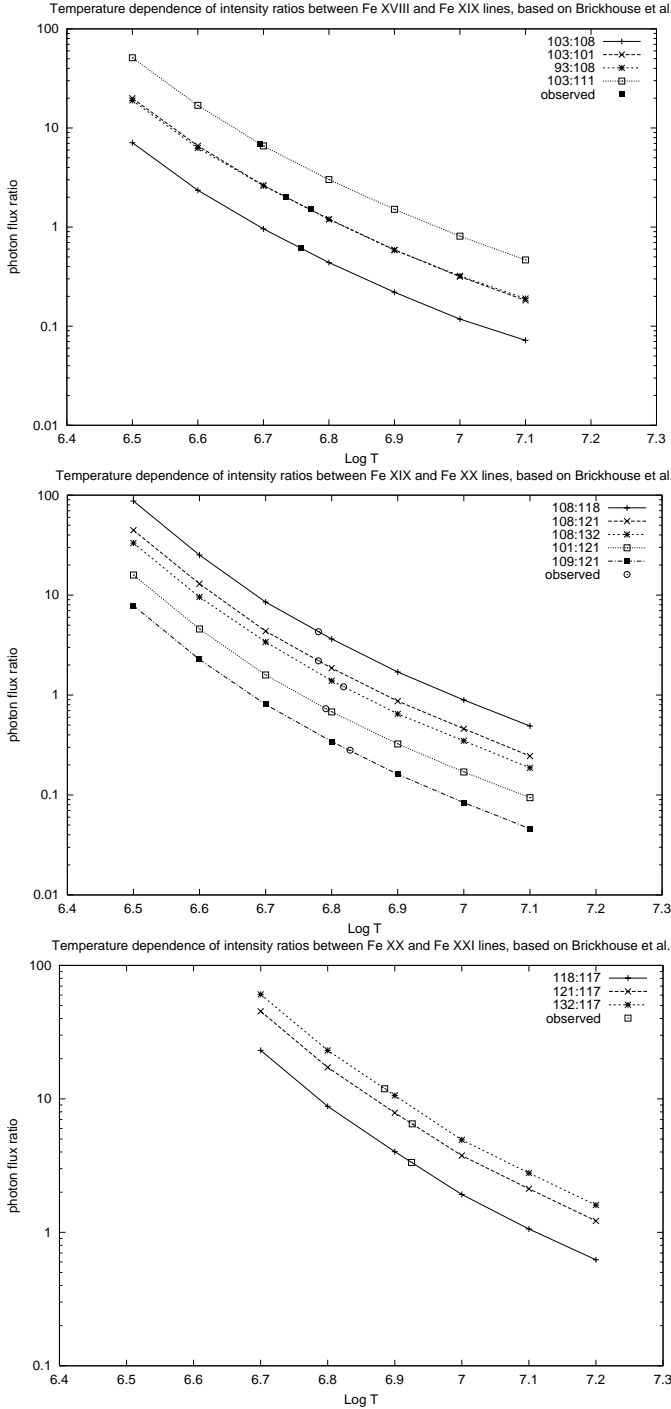 Temperature dependence of intensity ratios between Fe XVIII and Fe XIX lines, based on Brickhouse et al.
100
10
1
0.1
0.01
photon flux ratio
103:108
103:101
93:108
103:111
observed
6.4 6.5 6.6 6.7 6.8 6.9 7 7.1 7.2 7.3
Log T
Temperature dependence of intensity ratios between Fe XIX and Fe XX lines, based on Brickhouse et al.
100
10
1
0.1
0.01
photon flux ratio
108:118
108:121
108:132
101:121
109:121
observed
6.4 6.5 6.6 6.7 6.8 6.9 7 7.1 7.2 7.3
Log T
Temperature dependence of intensity ratios between Fe XX and Fe XXI lines, based on Brickhouse et al.
100
10
1
0.1
photon flux ratio
118:117
121:117
132:117
observed
6.4 6.5 6.6 6.7 6.8 6.9 7 7.1 7.2 7.3
Log T